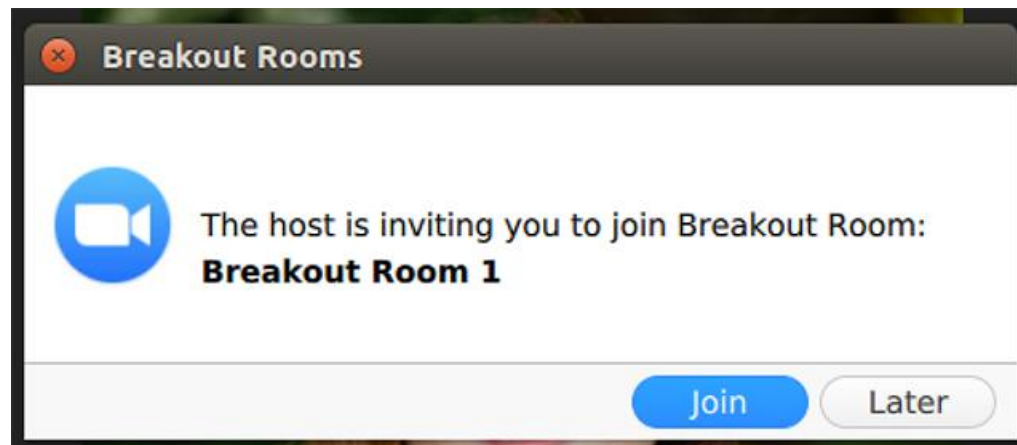 Breakout Rooms
The host is inviting you to join Breakout Room:
Breakout Room 1
Join Later